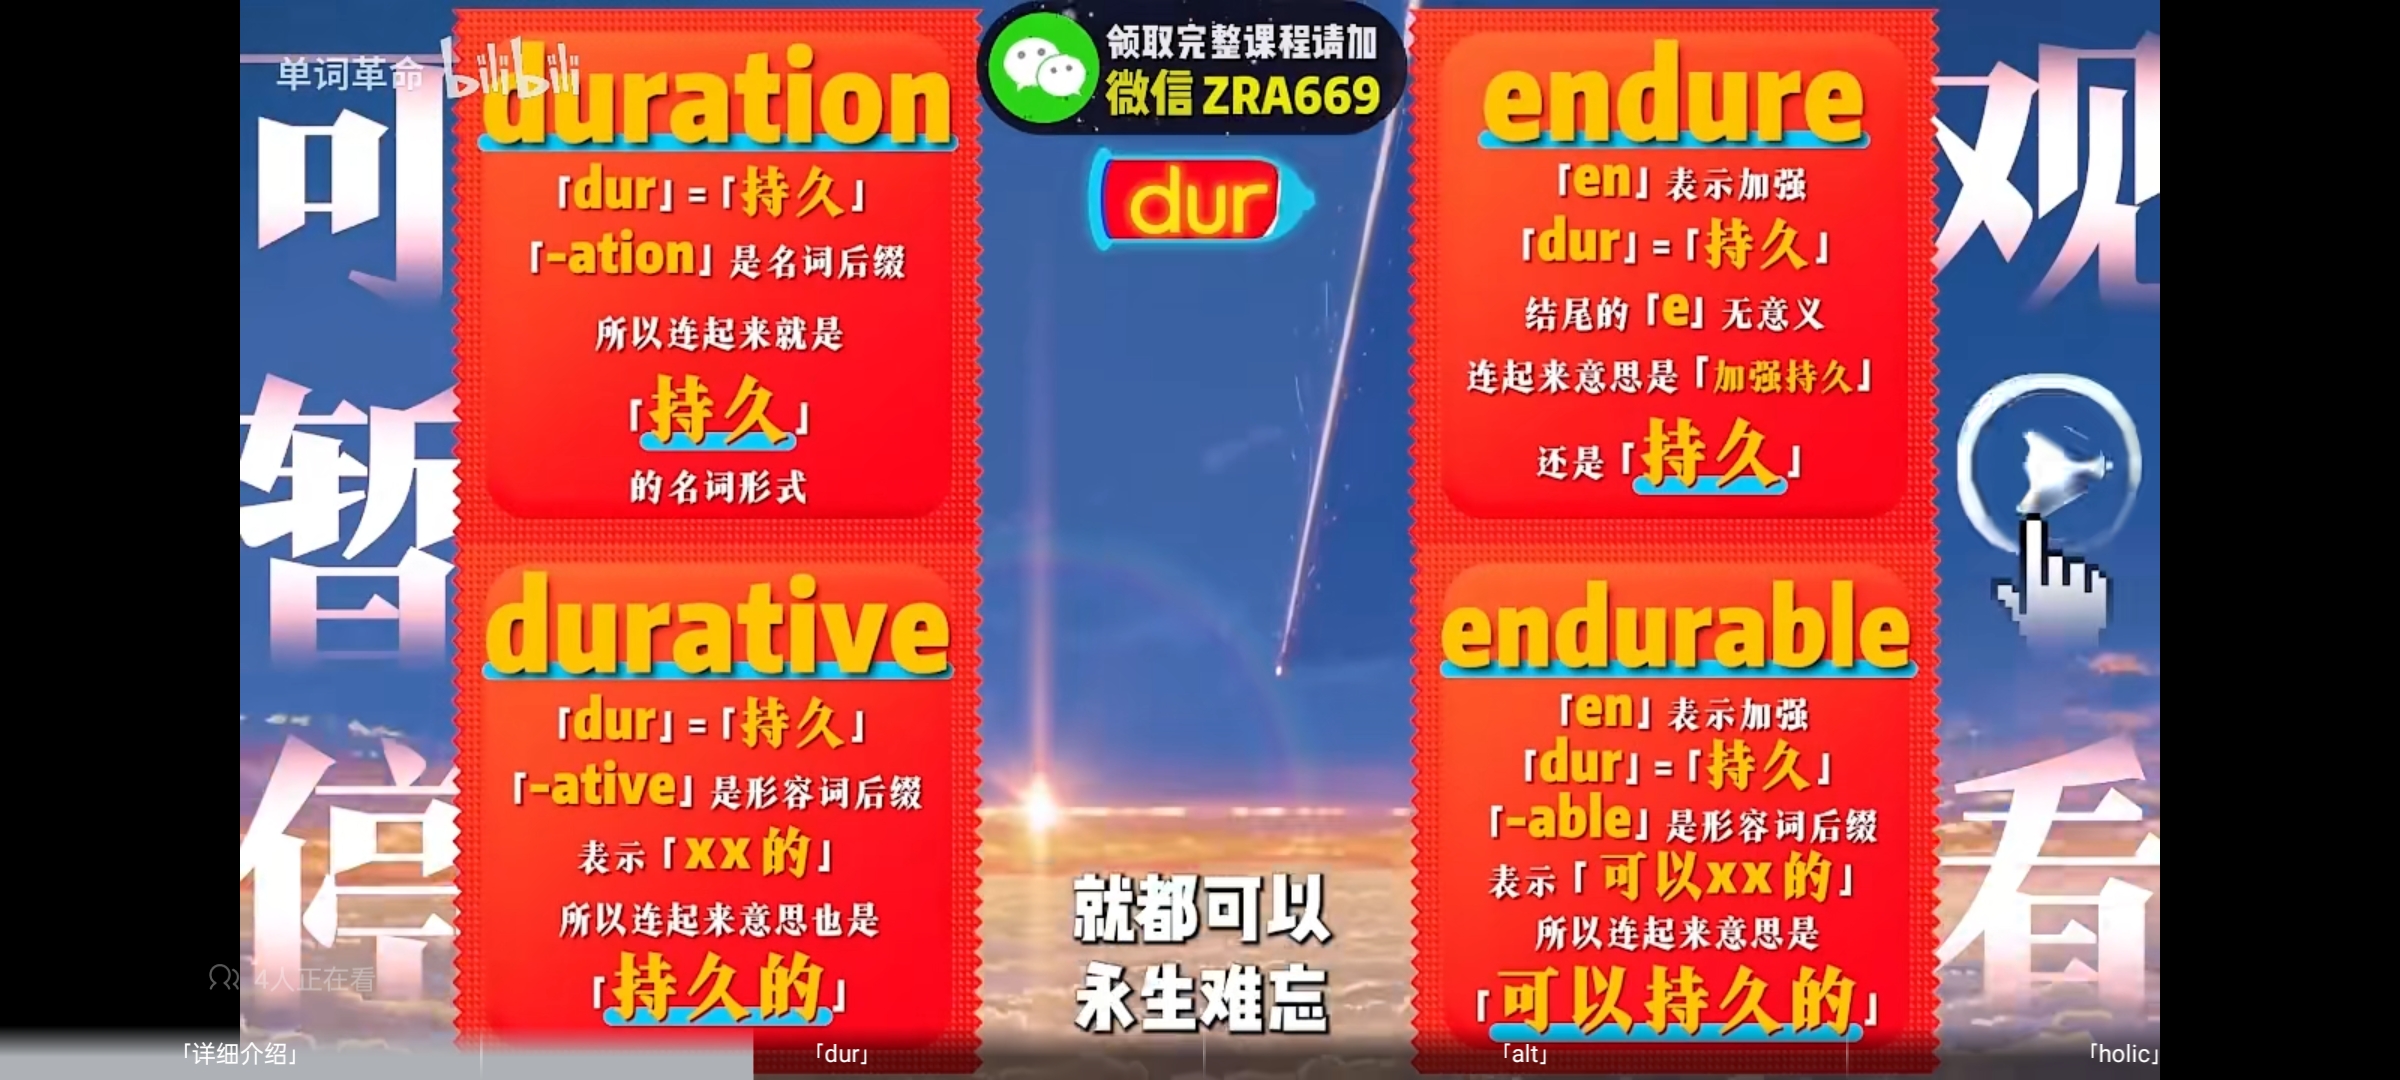 单词革命 bilibili
可暂停观看
领取完整课程请加
微信 ZRA669
dur
duration
「dur」=「持久」
「-ation」是名词后缀
所以连起来就是
「持久」
的名词形式
endure
「en」表示加强
「dur」=「持久」
结尾的「e」无意义
连起来意思是「加强持久」
还是「持久」
durative
「dur」=「持久」
「-ative」是形容词后缀
表示「xx的」
所以连起来意思也是
「持久的」
endurable
「en」表示加强
「dur」=「持久」
「-able」是形容词后缀
表示「可以xx的」
所以连起来意思是
「可以持久的」
就都可以
永生难忘
4人正在看
「详细介绍」
「dur」
「alt」
「holic」